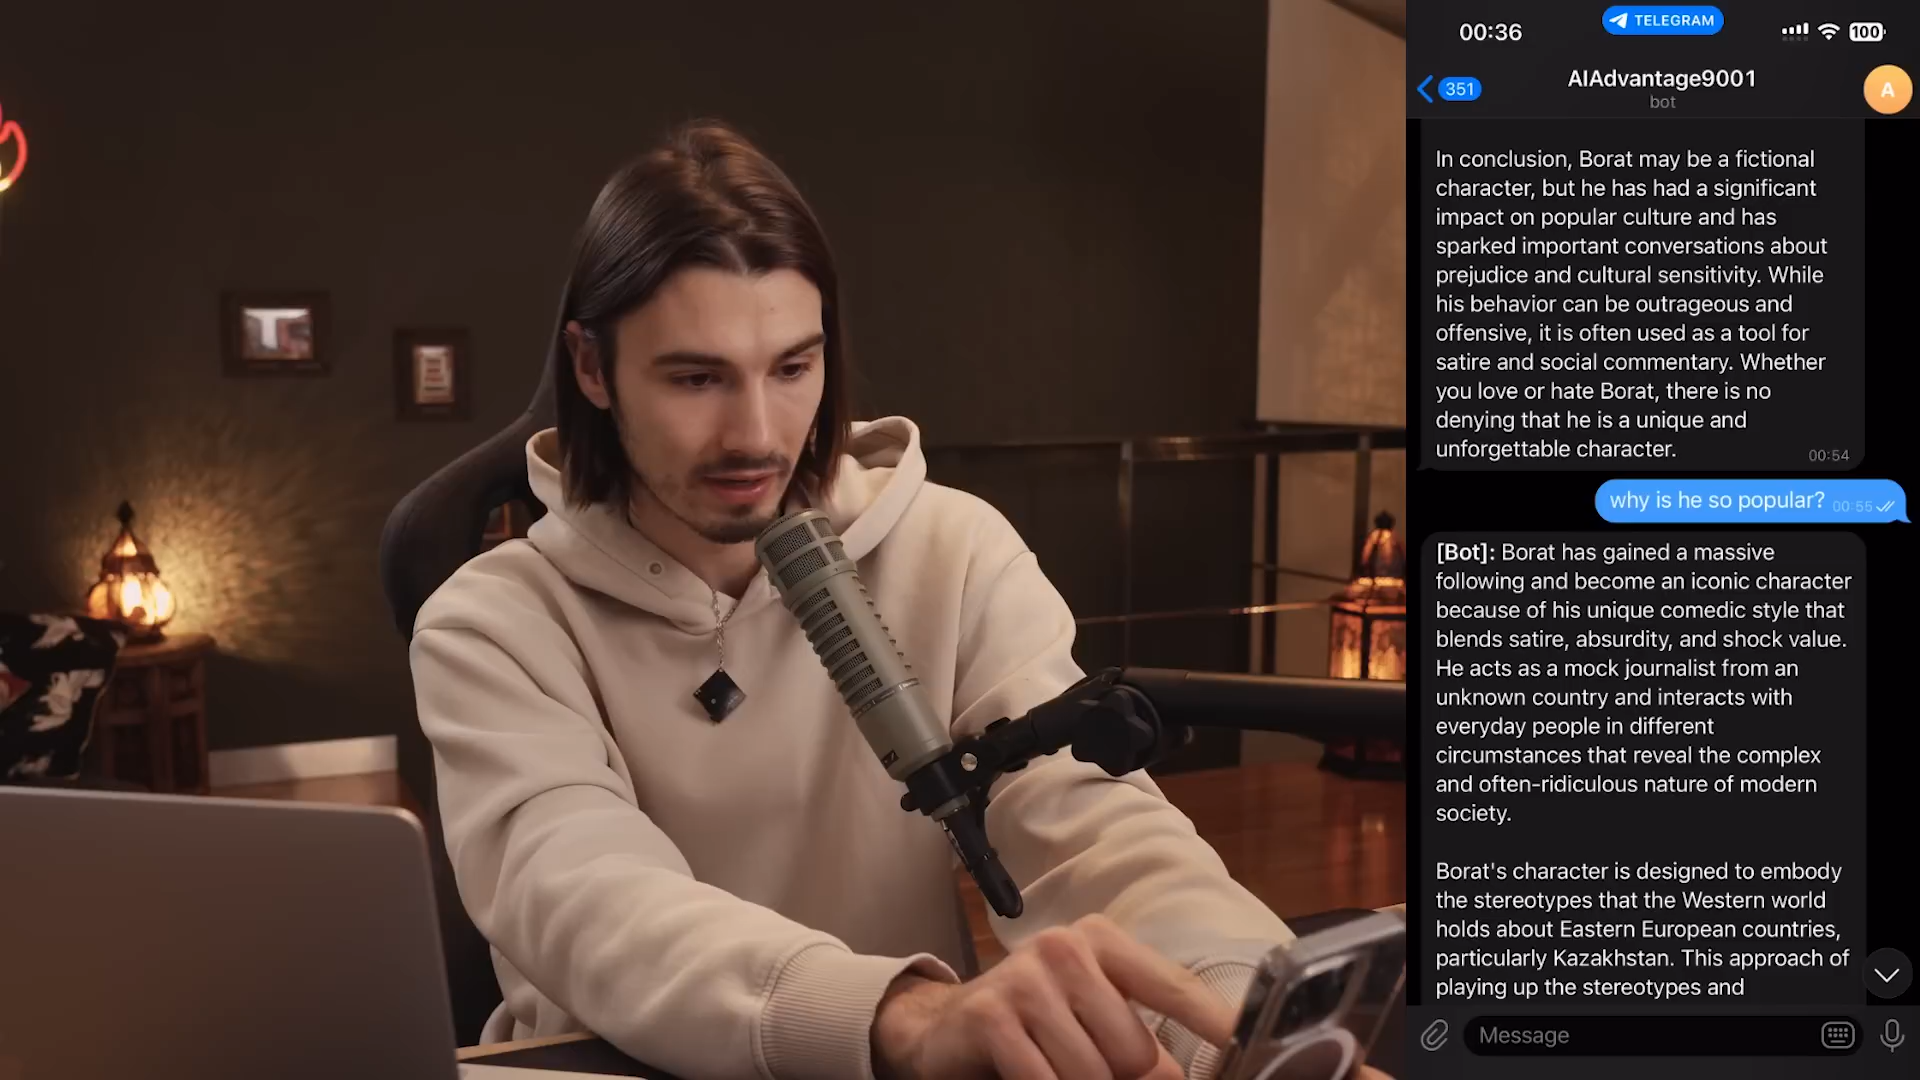 00:36
TELEGRAM
100
351
AIAdvantage9001
bot
A
In conclusion, Borat may be a fictional
character, but he has had a significant
impact on popular culture and has
sparked important conversations about
prejudice and cultural sensitivity. While
his behavior can be outrageous and
offensive, it is often used as a tool for
satire and social commentary. Whether
you love or hate Borat, there is no
denying that he is a unique and
unforgettable character.
00:54
why is he so popular? 00:55
[Bot]: Borat has gained a massive
following and become an iconic character
because of his unique comedic style that
blends satire, absurdity, and shock value.
He acts as a mock journalist from an
unknown country and interacts with
everyday people in different
circumstances that reveal the complex
and often-ridiculous nature of modern
society.
Borat's character is designed to embody
the stereotypes that the Western world
holds about Eastern European countries,
particularly Kazakhstan. This approach of
playing up the stereotypes and
Message